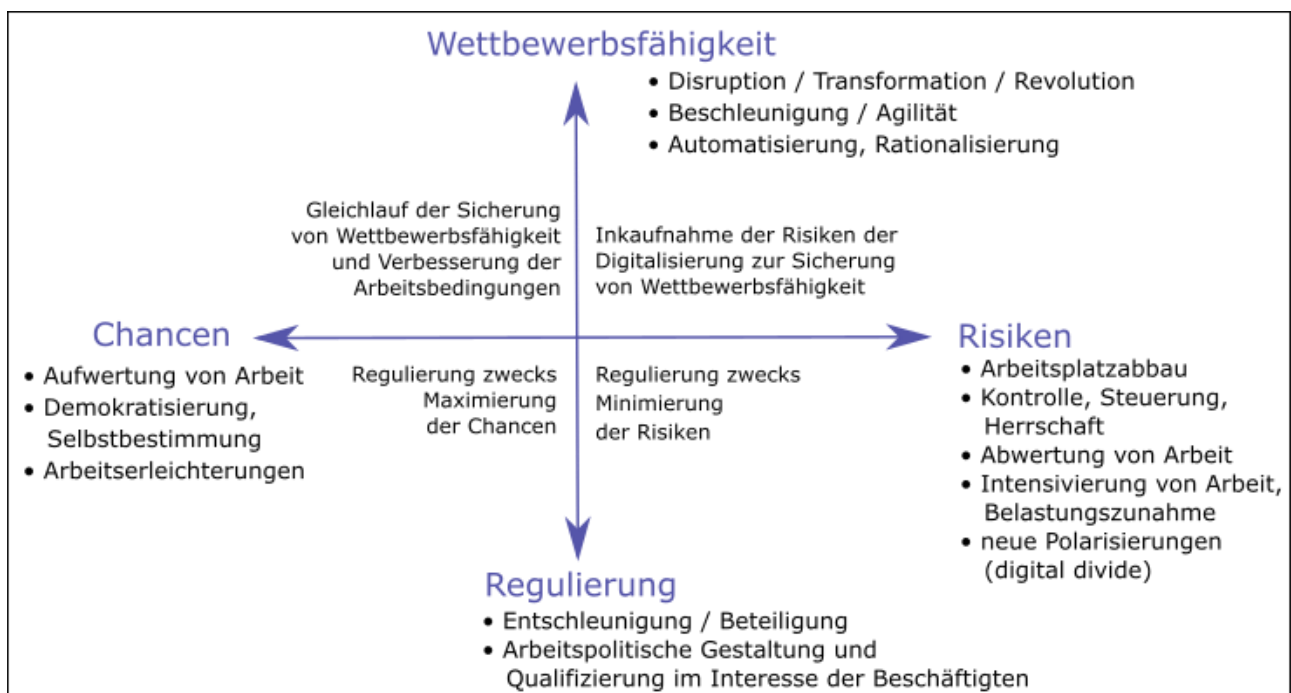 Wettbewerbsfähigkeit
• Disruption / Transformation / Revolution
• Beschleunigung / Agilität
• Automatisierung, Rationalisierung
Gleichlauf der Sicherung
von Wettbewerbsfähigkeit
und Verbesserung der
Arbeitsbedingungen
Inkaufnahme der Risiken der
Digitalisierung zur Sicherung
von Wettbewerbsfähigkeit
Chancen
• Aufwertung von Arbeit
• Demokratisierung,
Selbstbestimmung
• Arbeitserleichterungen
Regulierung zwecks
Maximierung
der Chancen
Regulierung zwecks
Minimierung
der Risiken
Risiken
• Arbeitsplatzabbau
• Kontrolle, Steuerung,
Herrschaft
• Abwertung von Arbeit
• Intensivierung von Arbeit,
Belastungszunahme
• neue Polarisierungen
(digital divide)
Regulierung
• Entschleunigung / Beteiligung
• Arbeitspolitische Gestaltung und
Qualifizierung im Interesse der Beschäftigten